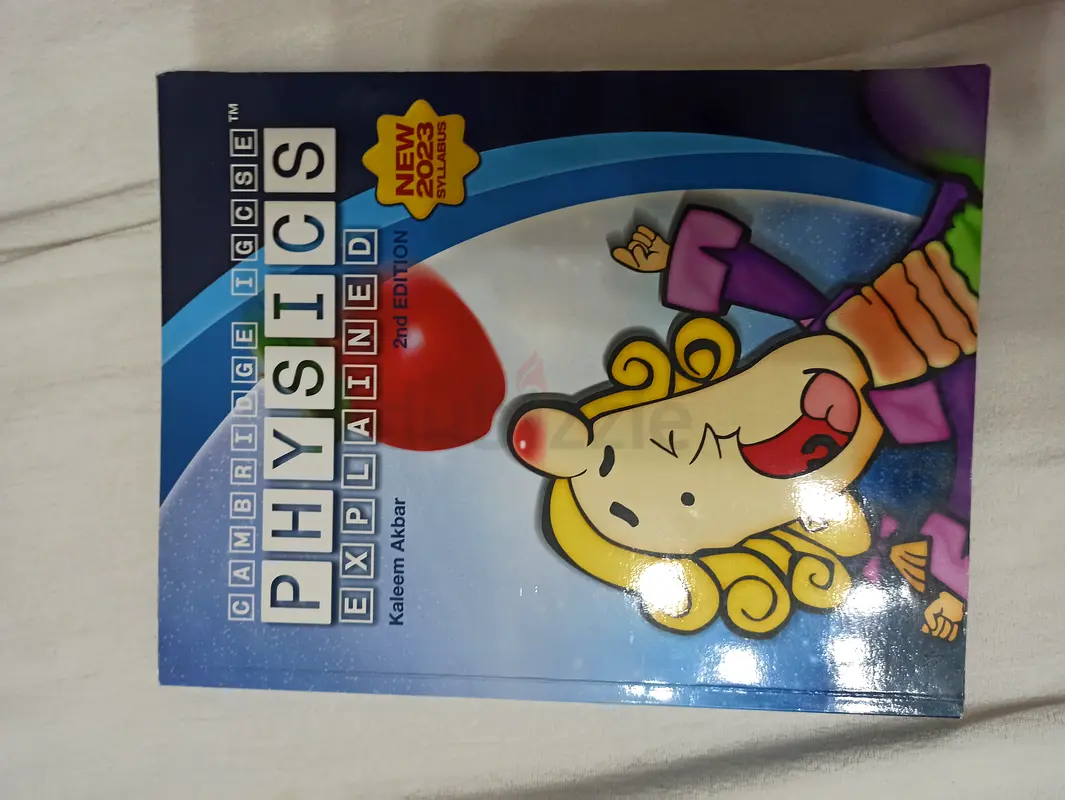 CAMBRIDGE IGCSE™
PHYSICS
EXPLAINED
Kaleem Akbar
2nd EDITION
NEW
2023
SYLLABUS